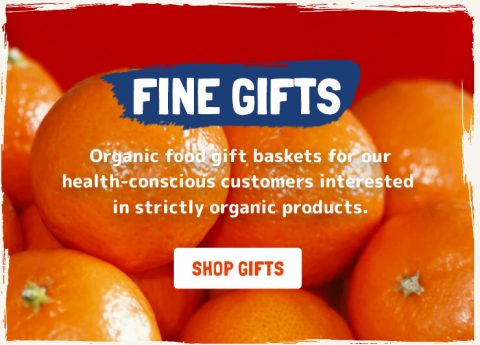 FINE GIFTS
Organic food gift baskets for our
health-conscious customers interested
in strictly organic products.
SHOP GIFTS